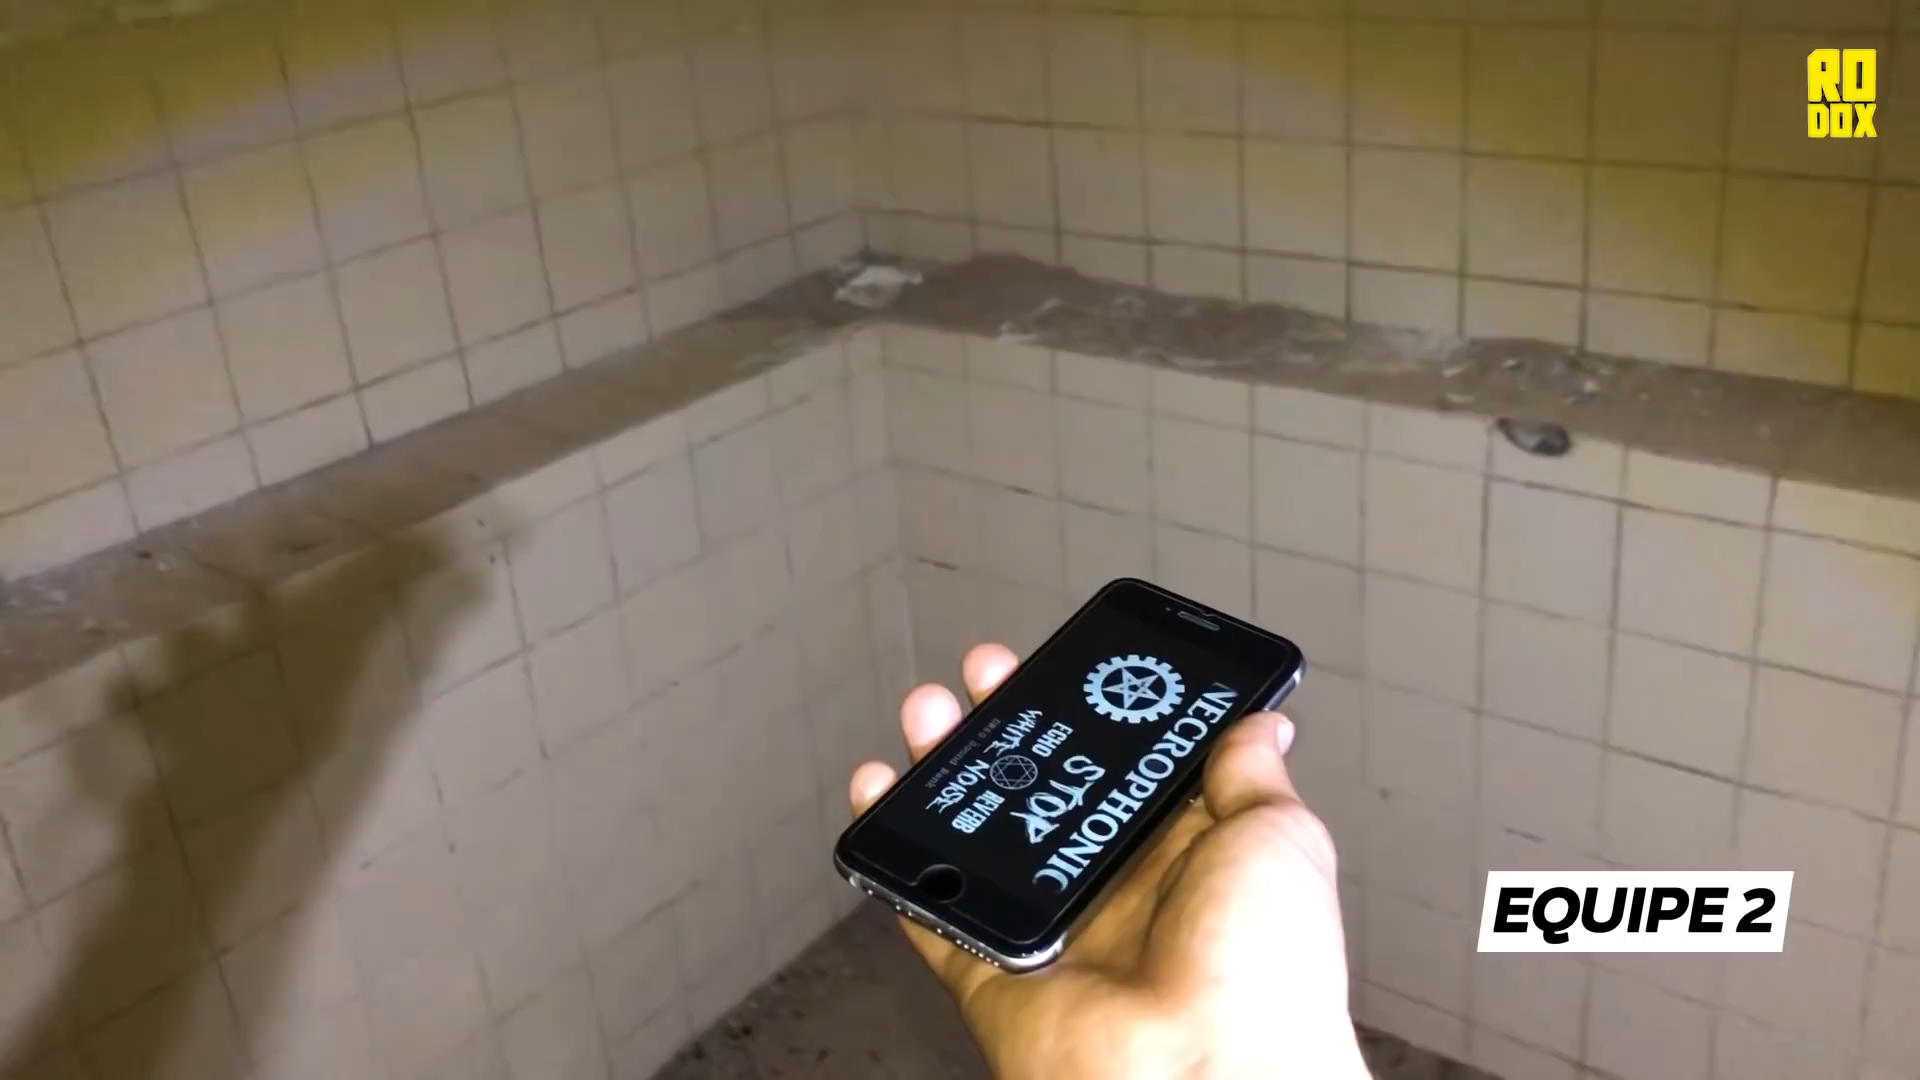 RO
DOX
NECROPHONIC
STOP
ECHO
REVERB
WHITE NOISE
EQUIPE 2